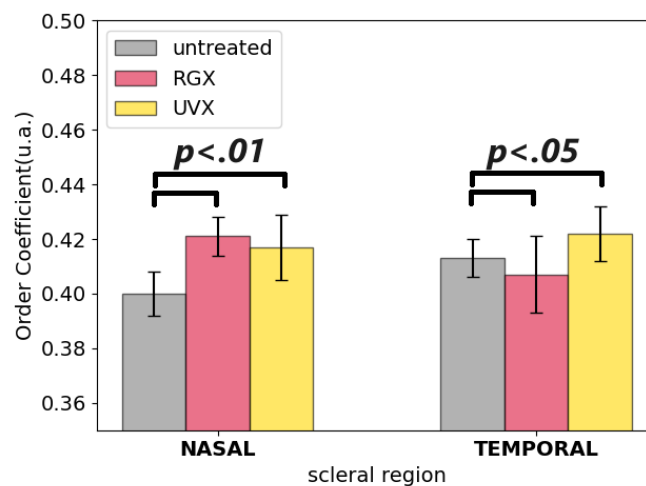 0.50
0.48
0.46
0.44
0.42
0.40
0.38
0.36
Order Coefficient(u.a.)
untreated
RGX
UVX
p<.01
p<.05
NASAL
TEMPORAL
scleral region